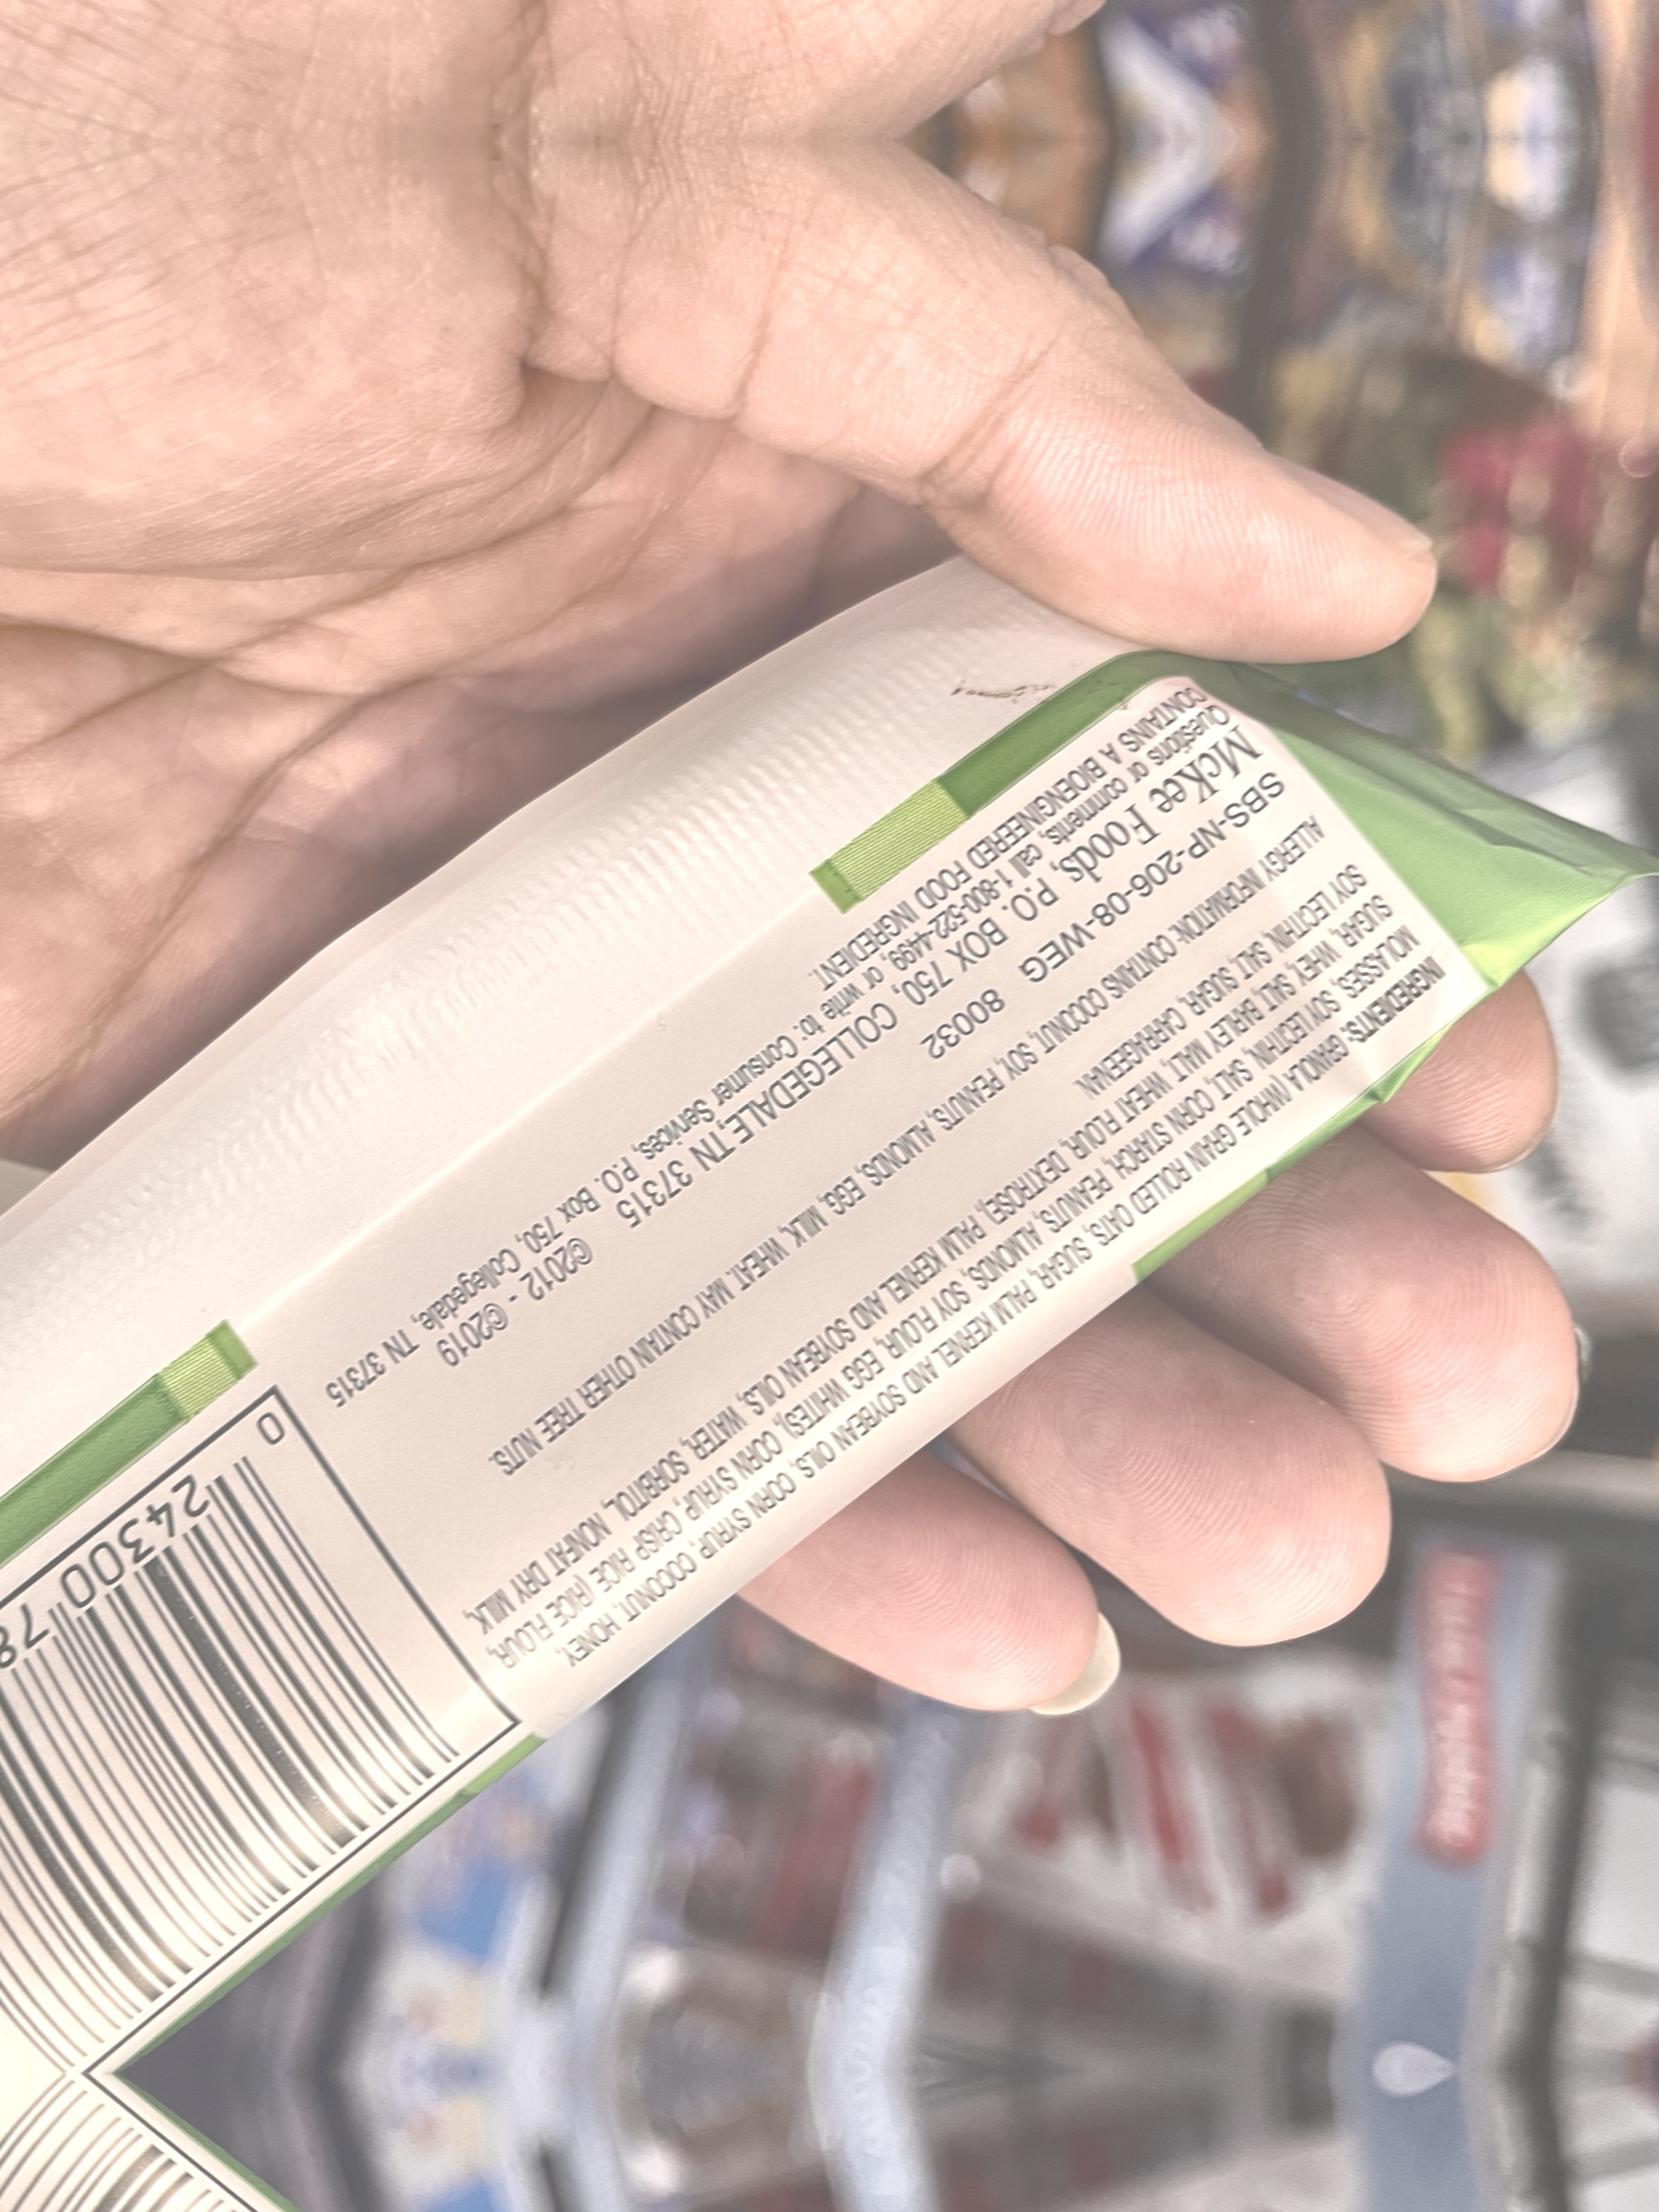 INGREDIENTS: GRANOLA (WHOLE GRAIN ROLLED OATS, SUGAR, PALM KERNEL AND SOYBEAN OILS, CORN SYRUP, COCONUT, HONEY,
MOLASSES, SOY LECITHIN, SALT, CORN STARCH, PEANUTS, ALMONDS, SOY FLOUR, EGG WHITES), CORN SYRUP, CRISP RICE (RICE FLOUR,
SUGAR, WHEY, SALT, BARLEY MALT, WHEAT FLOUR, DEXTROSE), PALM KERNEL AND SOYBEAN OILS, WATER, SORBITOL, NONFAT DRY MILK,
SOY LECITHIN, SALT, SUGAR, CARRAGEENAN.
ALLERGY INFORMATION: CONTAINS COCONUT, SOY, PEANUTS, ALMONDS, EGG, MILK, WHEAT. MAY CONTAIN OTHER TREE NUTS.
SBS-NP-206-08-WEG 80032
McKee Foods, P.O. BOX 750, COLLEGEDALE, TN 37315 ©2012 - ©2019
Questions or comments, call 1-800-522-4499, or write to: Consumer Services, P.O. Box 750, Collegedale, TN 37315
CONTAINS A BIOENGINEERED FOOD INGREDIENT.
0 24300 78